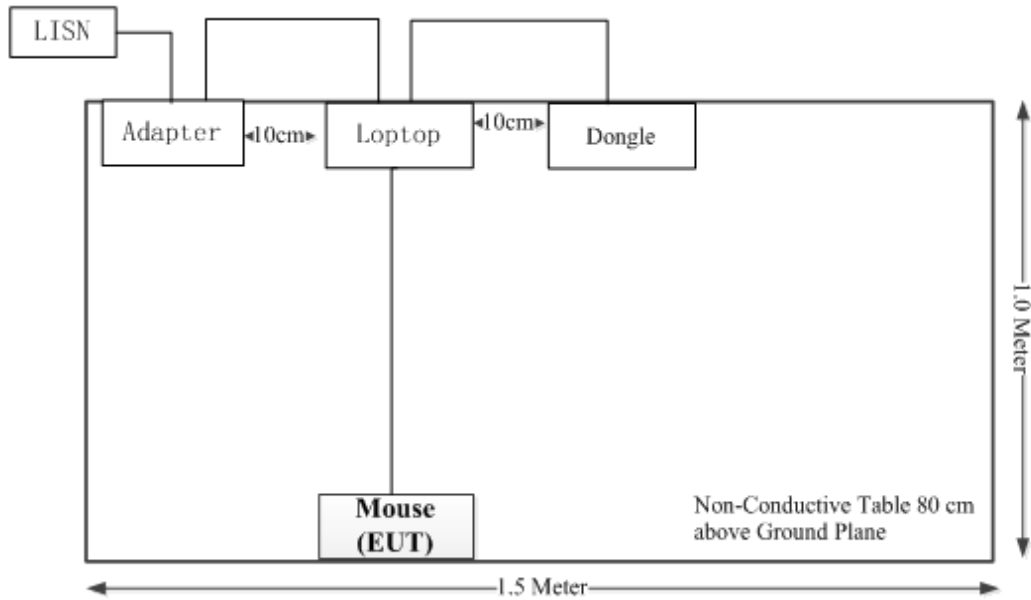 LISN
Adapter
10cm
Loptop
10cm
Dongle
1.0 Meter
Mouse
(EUT)
Non-Conductive Table 80 cm
above Ground Plane
1.5 Meter